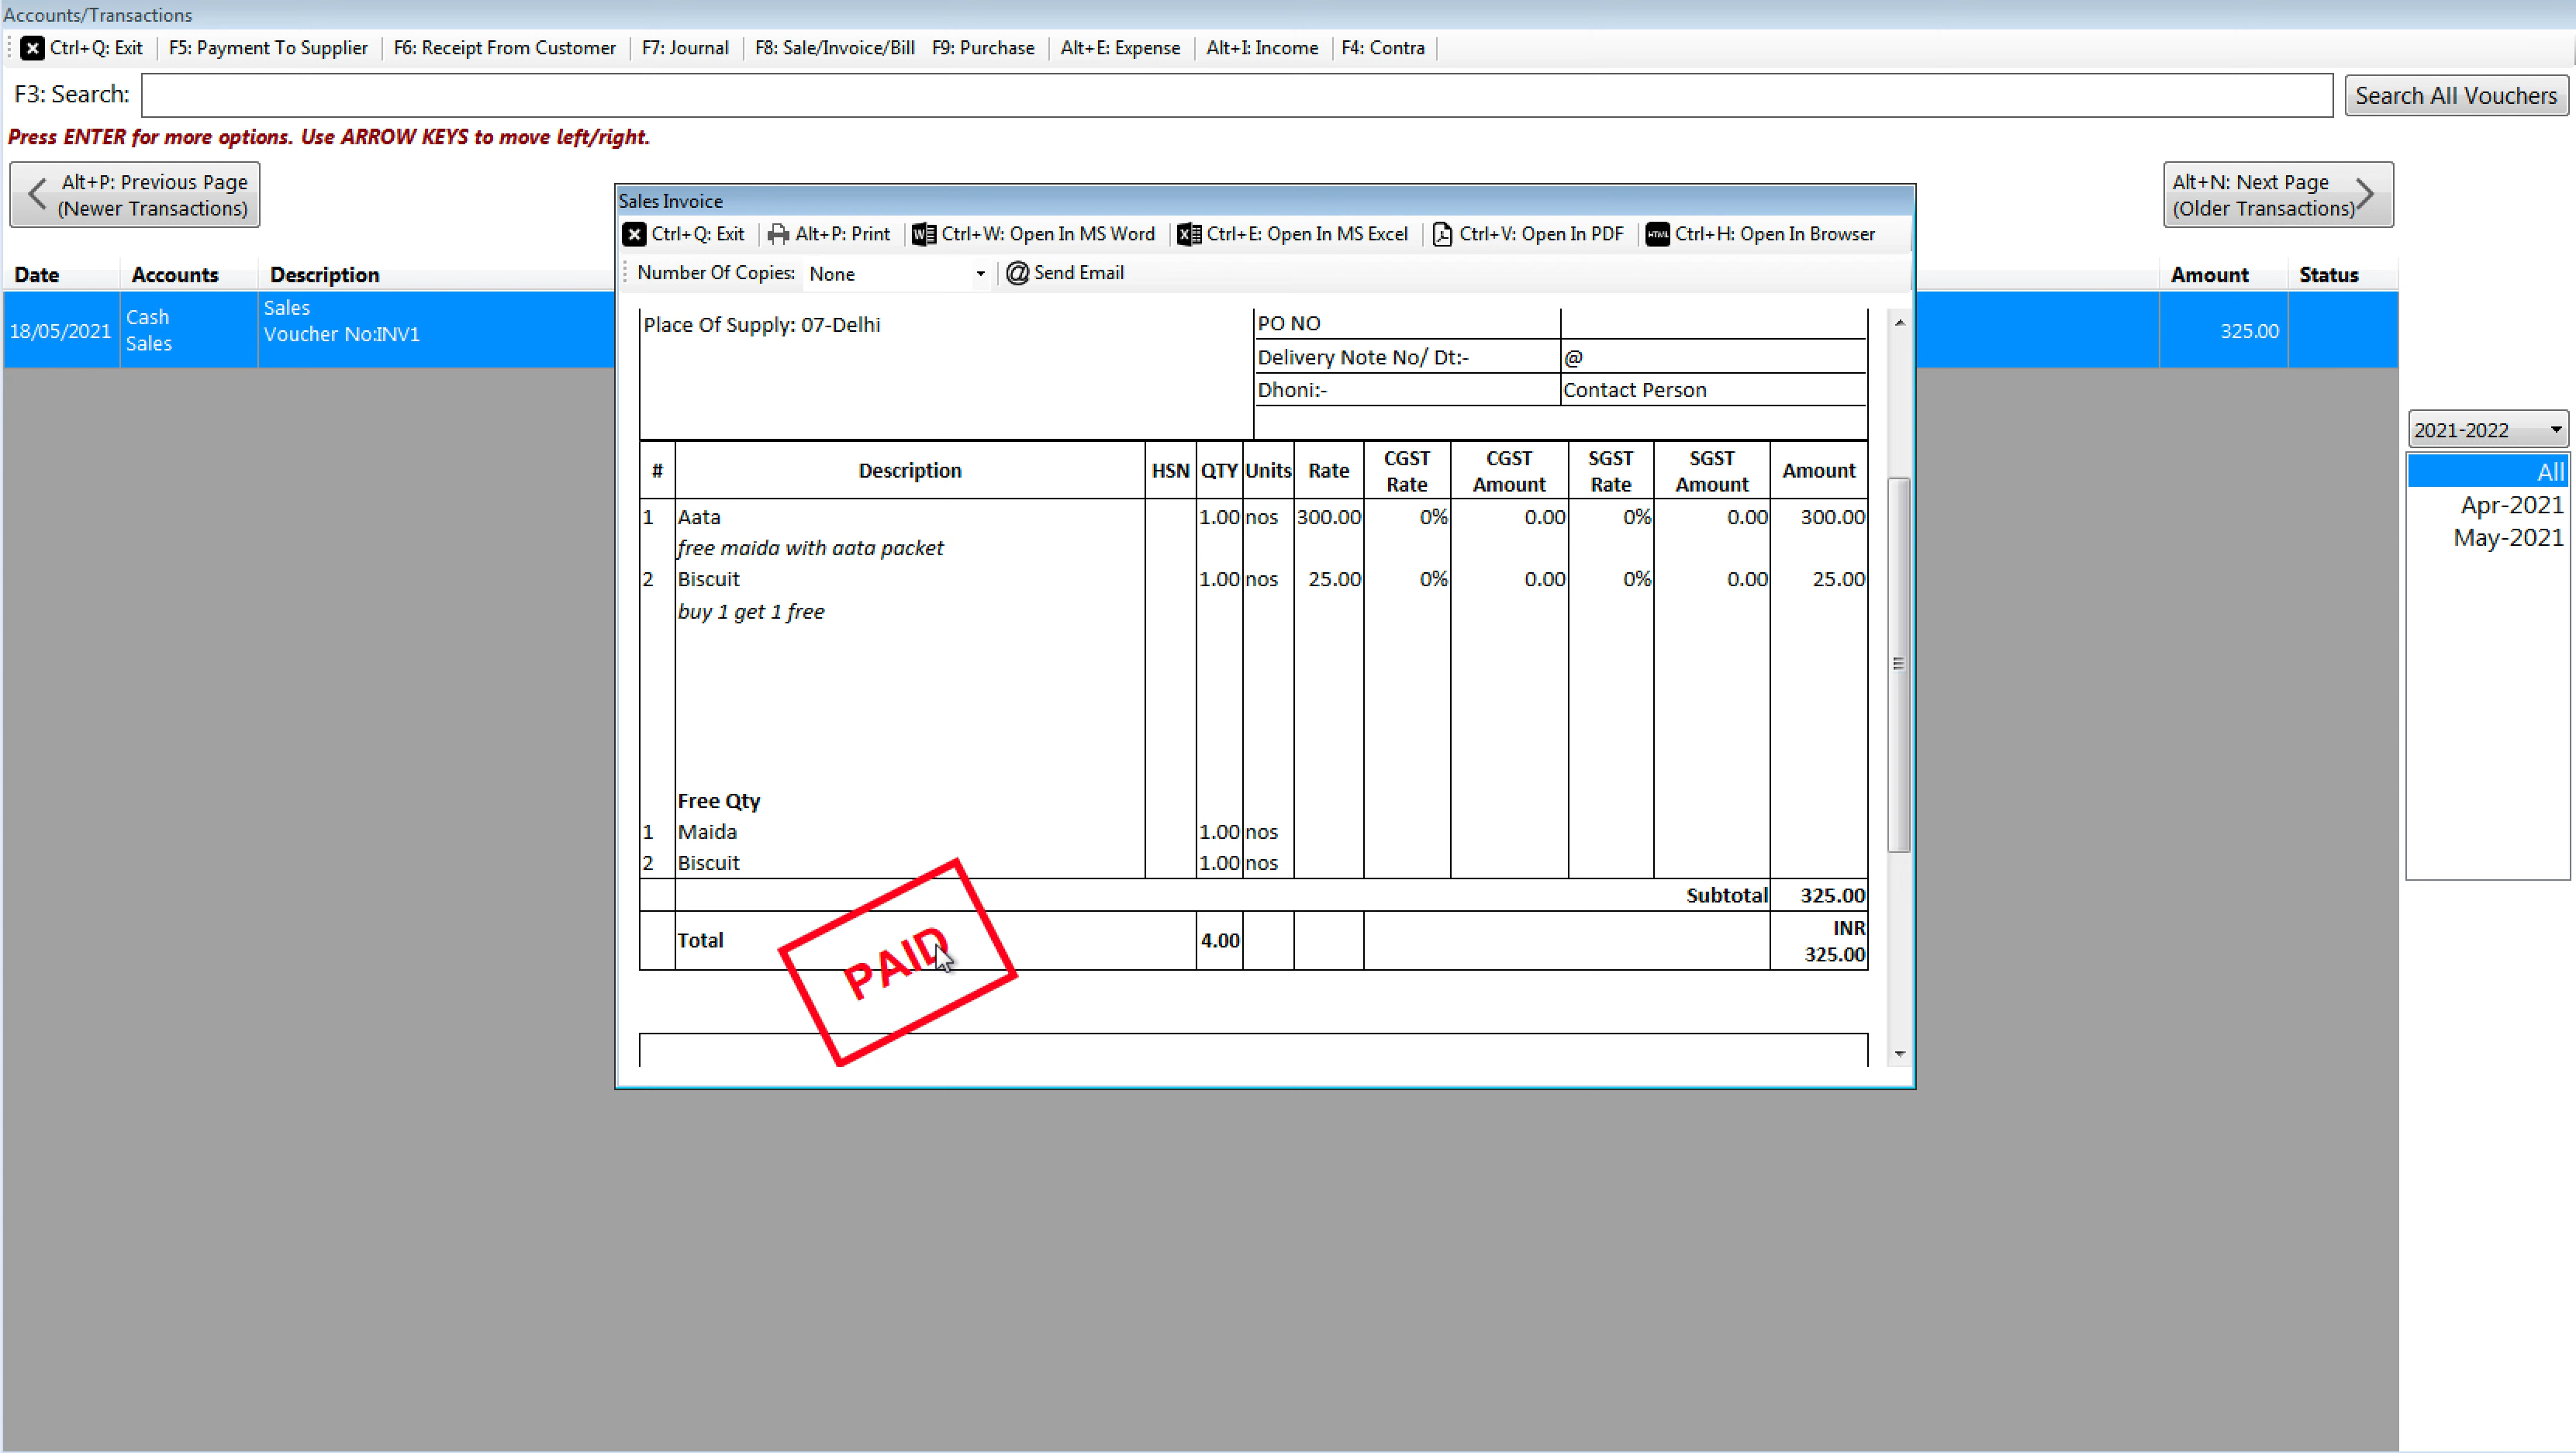 Accounts/Transactions
Ctrl+Q: Exit F5: Payment To Supplier F6: Receipt From Customer F7: Journal F8: Sale/Invoice/Bill F9: Purchase Alt+E: Expense Alt+I: Income F4: Contra
F3: Search: Search All Vouchers
Press ENTER for more options. Use ARROW KEYS to move left/right.
Alt+P: Previous Page
(Newer Transactions)
Alt+N: Next Page
(Older Transactions)
Date Accounts Description Amount Status
18/05/2021 Cash Sales Sales Voucher No:INV1 325.00
2021-2022
All
Apr-2021
May-2021
Sales Invoice
Ctrl+Q: Exit Alt+P: Print Ctrl+W: Open In MS Word Ctrl+E: Open In MS Excel Ctrl+V: Open In PDF HTML Ctrl+H: Open In Browser
Number Of Copies: None @ Send Email
Place Of Supply: 07-Delhi
PO NO
Delivery Note No/ Dt:- @
Dhoni:- Contact Person
# Description HSN QTY Units Rate CGST Rate CGST Amount SGST Rate SGST Amount Amount
1 Aata 1.00 nos 300.00 0% 0.00 0% 0.00 300.00
free maida with aata packet
2 Biscuit 1.00 nos 25.00 0% 0.00 0% 0.00 25.00
buy 1 get 1 free
Free Qty
1 Maida 1.00 nos
2 Biscuit 1.00 nos
Subtotal 325.00
Total 4.00 INR 325.00
PAID